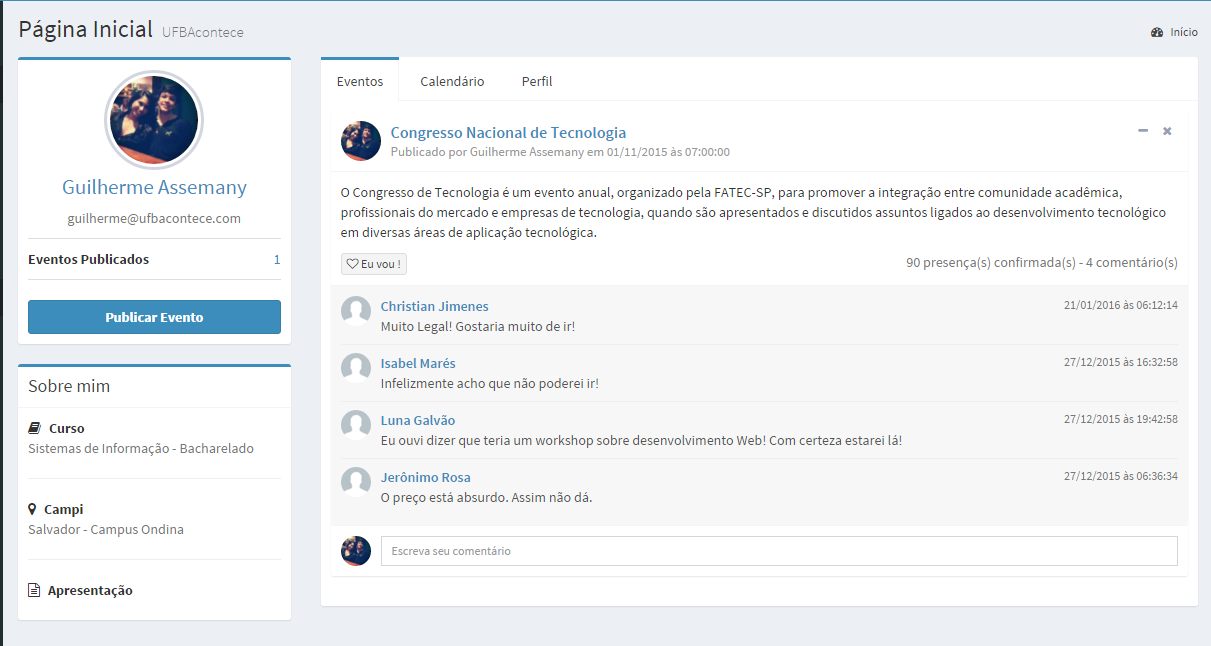 Página Inicial UFBAcontece
Início
Guilherme Assemany
guilherme@ufbacontece.com
Eventos Publicados 1
Publicar Evento
Sobre mim
Curso
Sistemas de Informação - Bacharelado
Campi
Salvador - Campus Ondina
Apresentação
Eventos Calendário Perfil
Congresso Nacional de Tecnologia
Publicado por Guilherme Assemany em 01/11/2015 às 07:00:00
O Congresso de Tecnologia é um evento anual, organizado pela FATEC-SP, para promover a integração entre comunidade acadêmica,
profissionais do mercado e empresas de tecnologia, quando são apresentados e discutidos assuntos ligados ao desenvolvimento tecnológico
em diversas áreas de aplicação tecnológica.
Eu vou ! 90 presença(s) confirmada(s) - 4 comentário(s)
Christian Jimenes 21/01/2016 às 06:12:14
Muito Legal! Gostaria muito de ir!
Isabel Marés 27/12/2015 às 16:32:58
Infelizmente acho que não poderei ir!
Luna Galvão 27/12/2015 às 19:42:58
Eu ouvi dizer que teria um workshop sobre desenvolvimento Web! Com certeza estarei lá!
Jerônimo Rosa 27/12/2015 às 06:36:34
O preço está absurdo. Assim não dá.
Escreva seu comentário